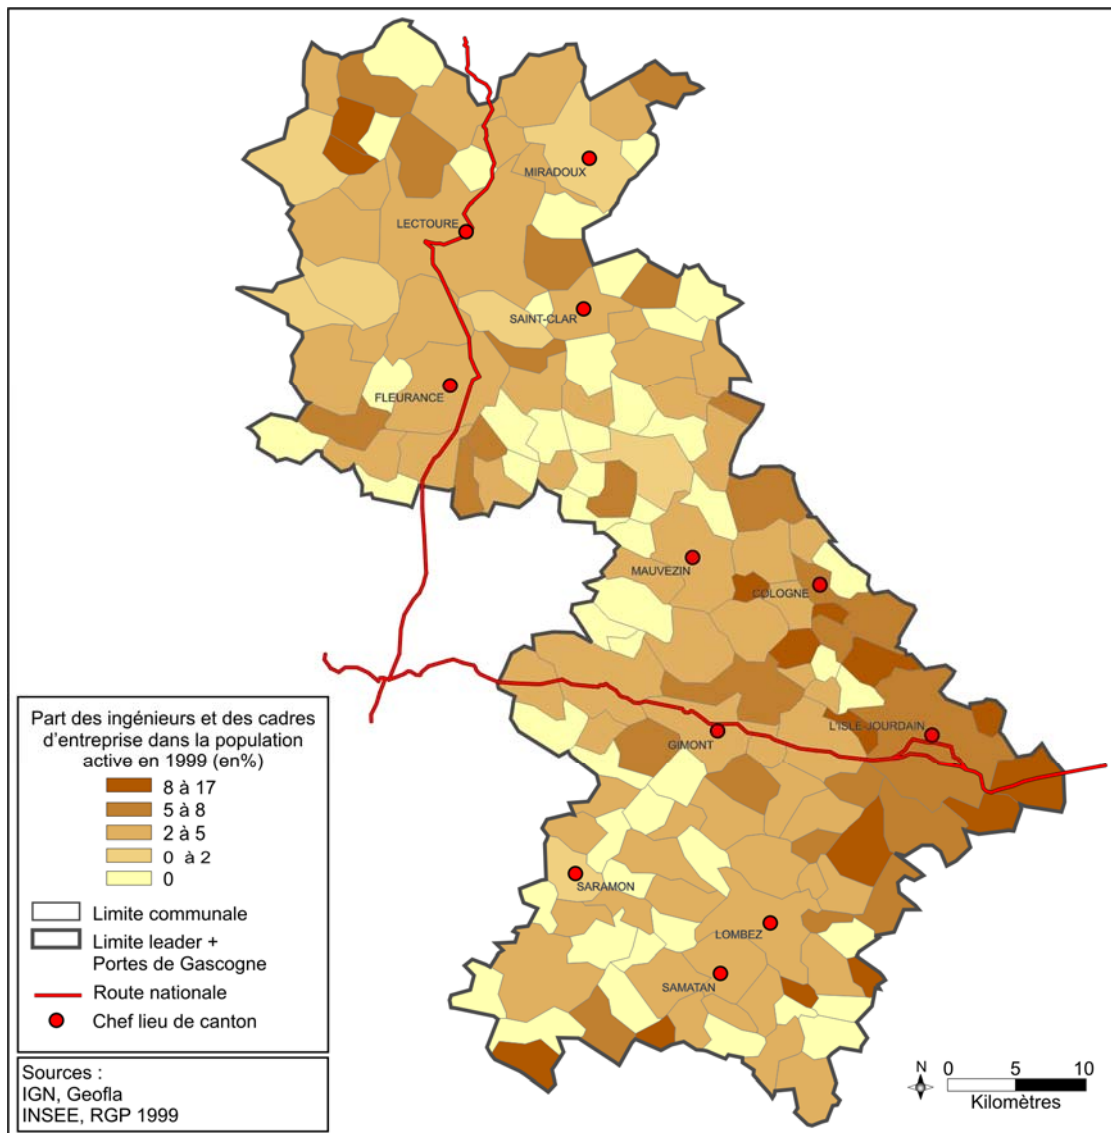 MIRADOUX
LECTOURE
SAINT-CLAR
FLEURANCE
MAUVEZIN
COLOGNE
L'ISLE-JOURDAIN
GIMONT
SARAMON
LOMBEZ
SAMATAN
Part des ingénieurs et des cadres
d'entreprise dans la population
active en 1999 (en%)
8 à 17
5 à 8
2 à 5
0 à 2
0
Limite communale
Limite leader +
Portes de Gascogne
Route nationale
Chef lieu de canton
Sources :
IGN, Geofla
INSEE, RGP 1999
N
0 5 10
Kilomètres